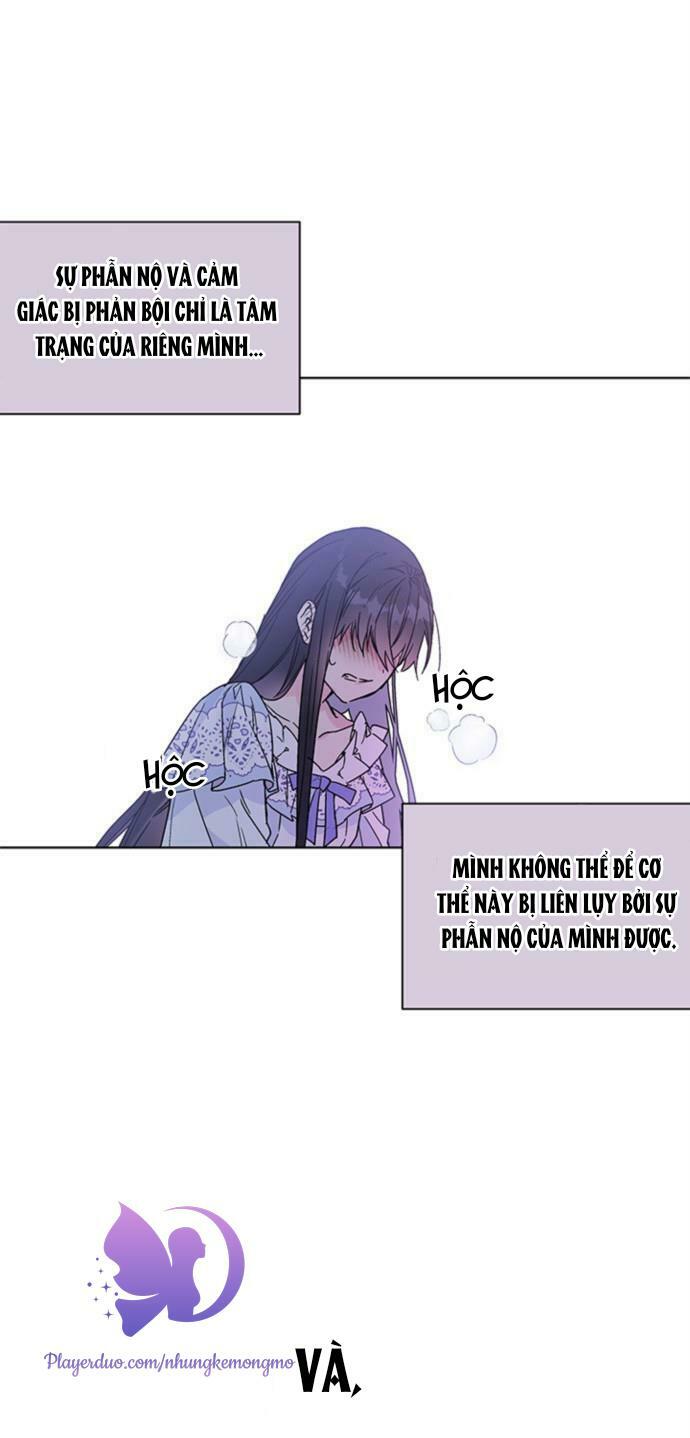 SỰ PHẪN NỘ VÀ CẢM
GIÁC BỊ PHẢN BỘI CHỈ LÀ TÂM
TRẠNG CỦA RIÊNG MÌNH...
HỘC
HỘC
MÌNH KHÔNG THỂ ĐỂ CƠ
THỂ NÀY BỊ LIÊN LỤY BỞI SỰ
PHẪN NỘ CỦA MÌNH ĐƯỢC.
Playerduo.com/nhungkemongmo
VÀ,